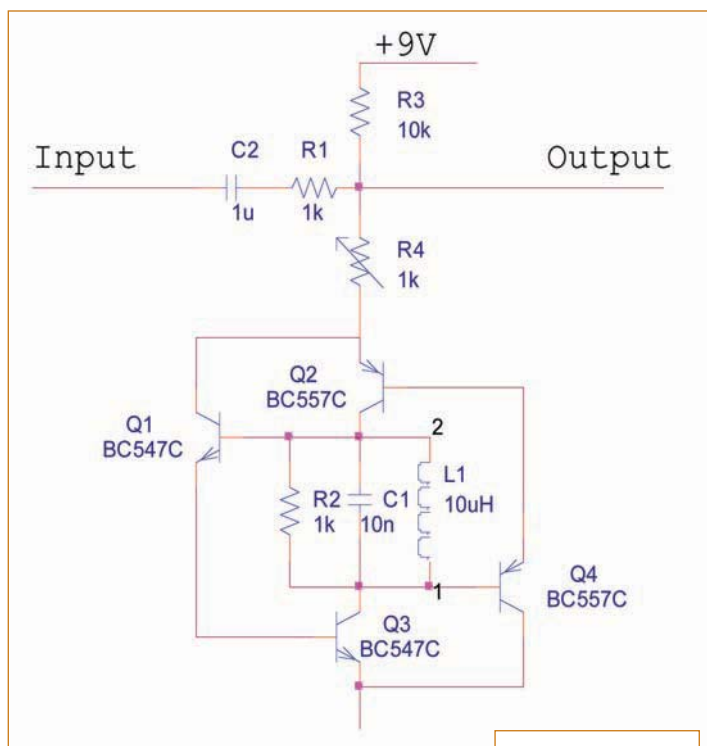 +9V
R3
10k
Input
C2
R1
Output
1u
1k
R4
1k
Q2
BC557C
Q1
BC547C
2
L1
10uH
R2
C1
1k
10n
1
Q4
BC557C
Q3
BC547C